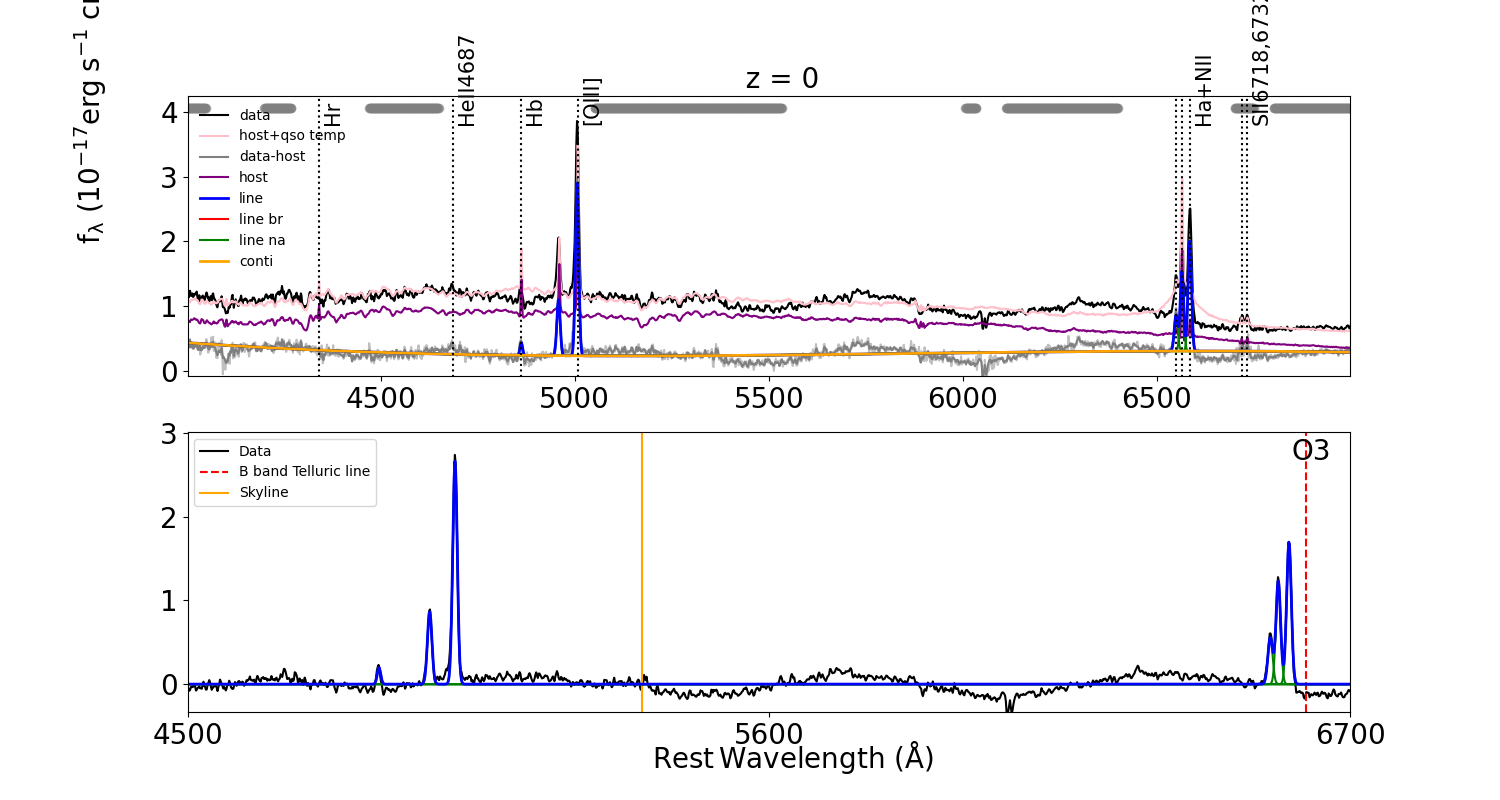 z = 0
f_λ (10^−17 erg s^−1
Hr
HeII4687
Hb
[OIII]
Ha+NII
SII6718,6732
4
3
2
1
0
data
host+qso temp
data-host
host
line
line br
line na
conti
4500
5000
5500
6000
6500
3
2
1
0
Data
B band Telluric line
Skyline
O3
4500
5600
6700
Rest Wavelength (Å)